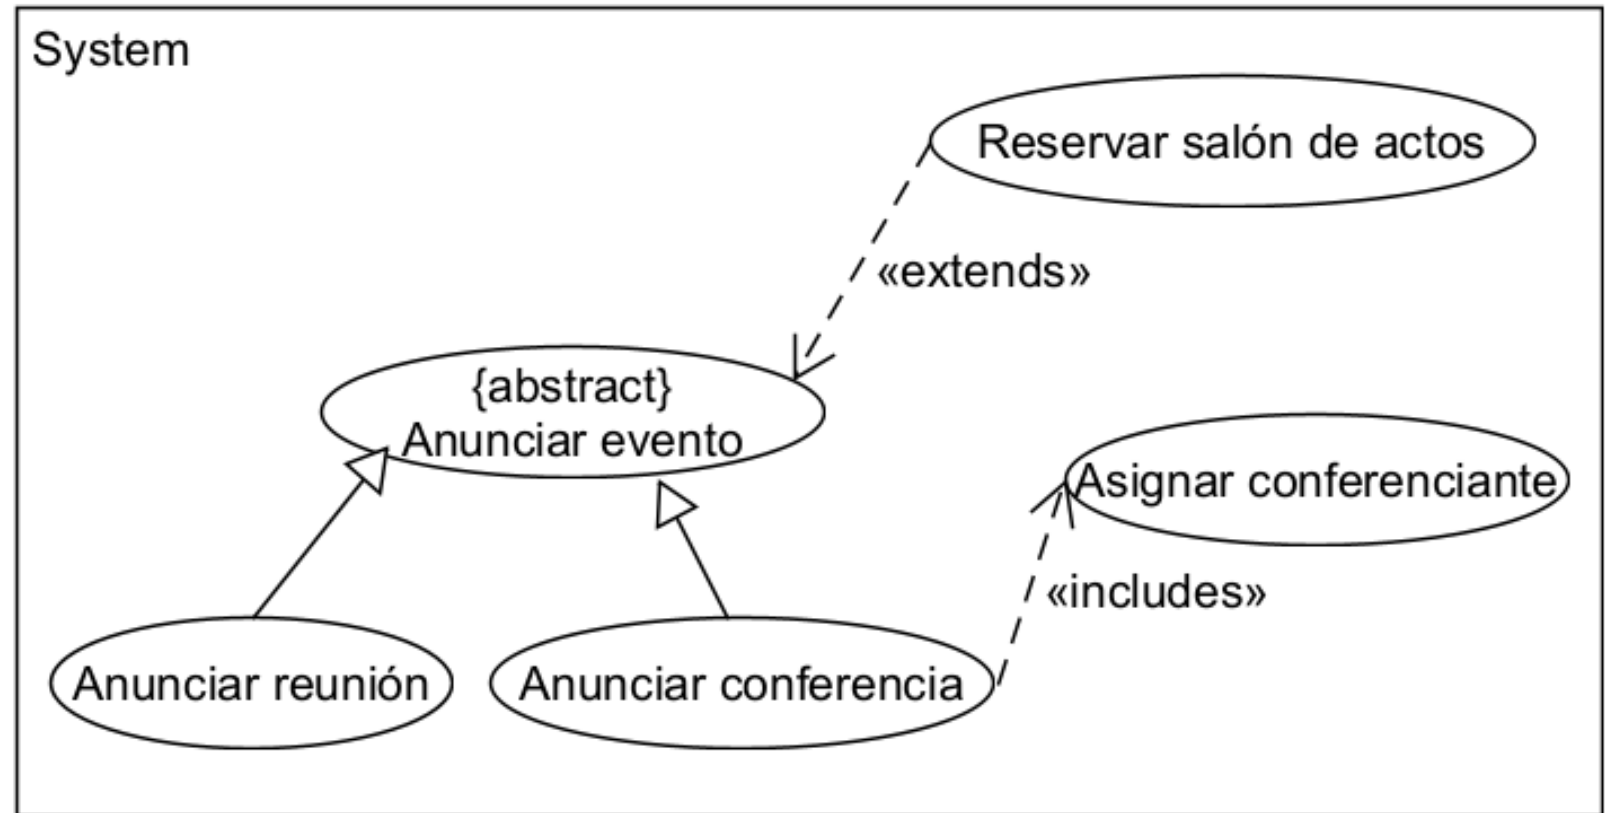 System
Reservar salón de actos
«extends»
{abstract}
Anunciar evento
Asignar conferenciante
«includes»
Anunciar reunión
Anunciar conferencia